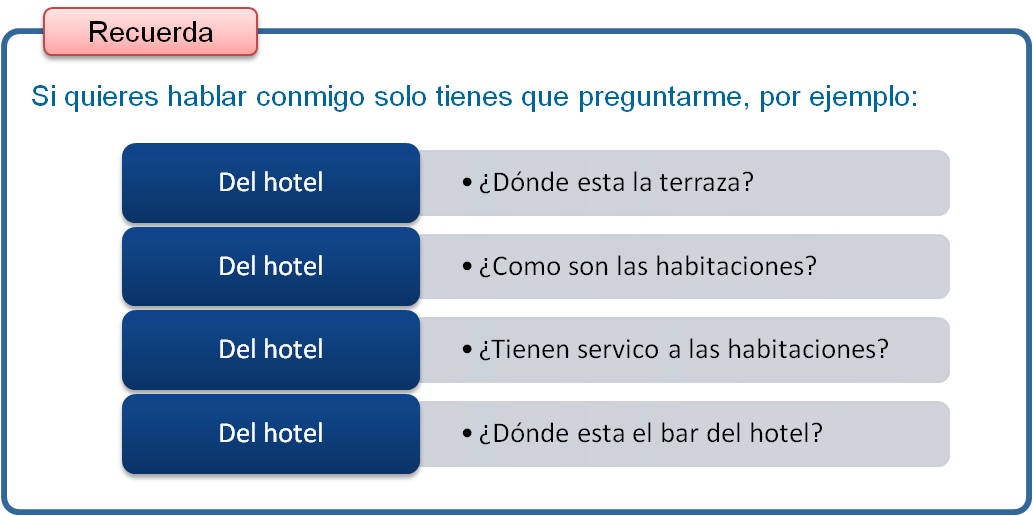 Recuerda
Si quieres hablar conmigo solo tienes que preguntarme, por ejemplo:
Del hotel
• ¿Dónde esta la terraza?
Del hotel
• ¿Como son las habitaciones?
Del hotel
• ¿Tienen servico a las habitaciones?
Del hotel
• ¿Dónde esta el bar del hotel?